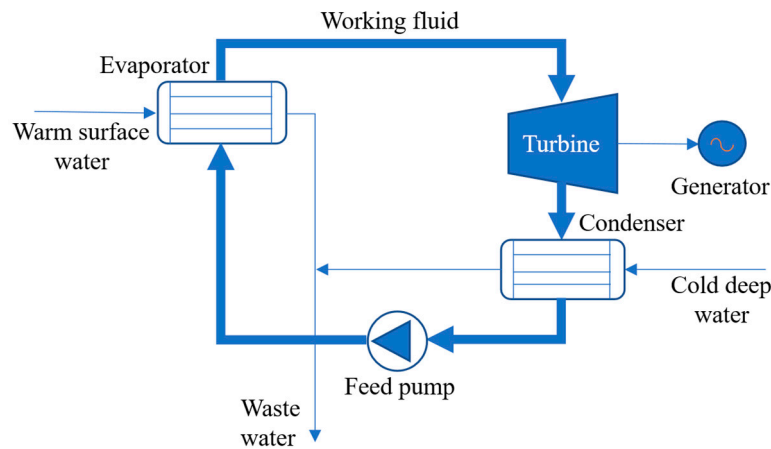 Working fluid
Evaporator
Warm surface
water
Turbine
Generator
Condenser
Cold deep
water
Feed pump
Waste
water